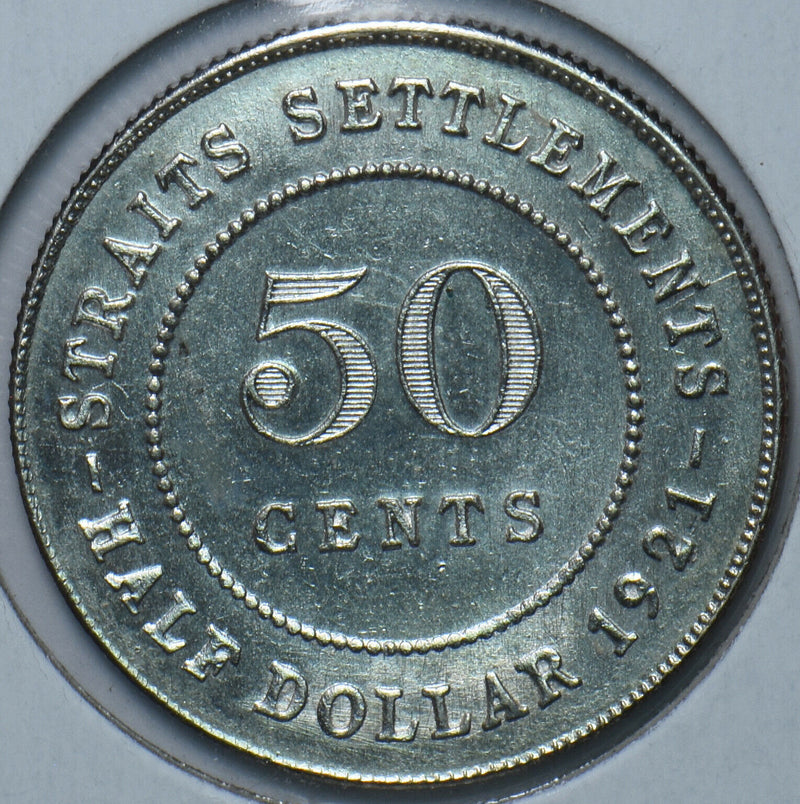 STRAITS SETTLEMENTS
50
CENTS
– HALF DOLLAR 1921 –